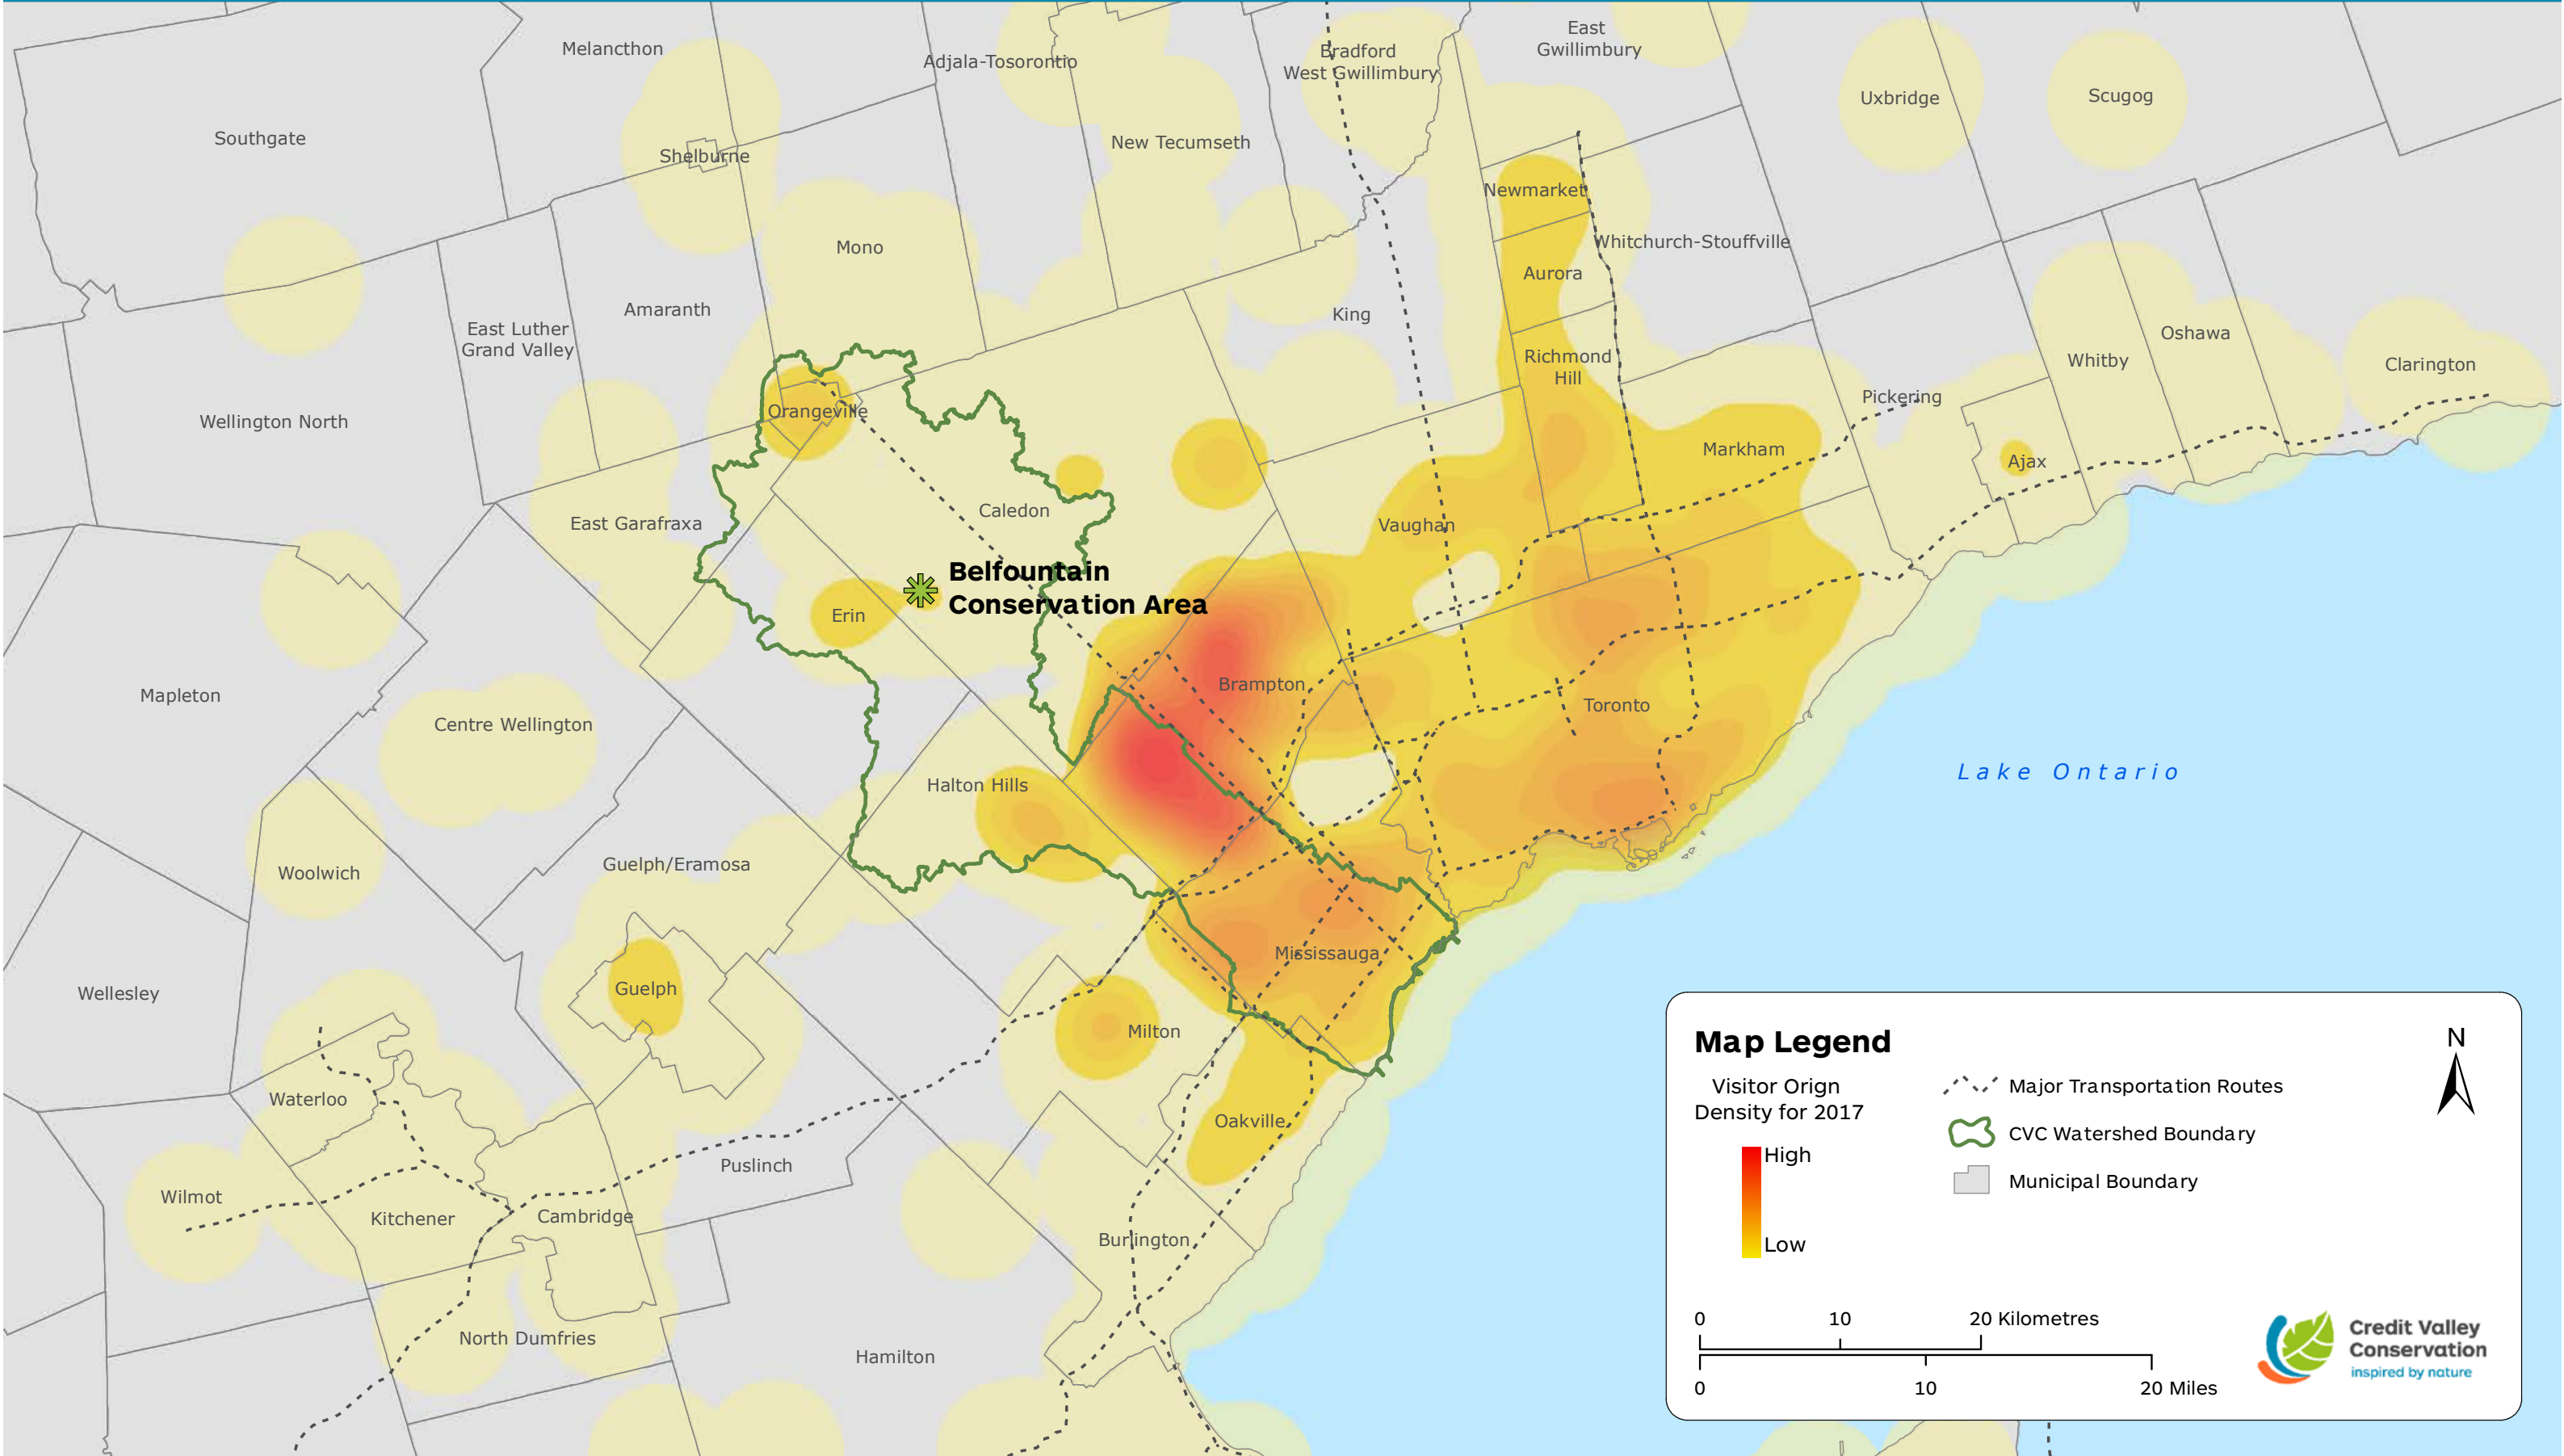 Melancthon
Adjala-Tosorontio
Bradford
West Gwillimbury
East
Gwillimbury
Uxbridge
Scugog
Southgate
Shelburne
New Tecumseth
Newmarket
Whitchurch-Stouffville
Mono
Aurora
Amaranth
King
East Luther
Grand Valley
Richmond
Hill
Whitby
Oshawa
Clarington
Pickering
Wellington North
Orangeville
Markham
Ajax
East Garafraxa
Caledon
Vaughan
Belfountain
Conservation Area
Erin
Mapleton
Centre Wellington
Brampton
Toronto
Lake Ontario
Halton Hills
Woolwich
Guelph/Eramosa
Mississauga
Wellesley
Guelph
Milton
Waterloo
Oakville
Puslinch
Wilmot
Kitchener
Cambridge
Burlington
North Dumfries
Hamilton
Map Legend
N
Visitor Orign
Density for 2017
High
Low
Major Transportation Routes
CVC Watershed Boundary
Municipal Boundary
0 10 20 Kilometres
0 10 20 Miles
Credit Valley
Conservation
inspired by nature